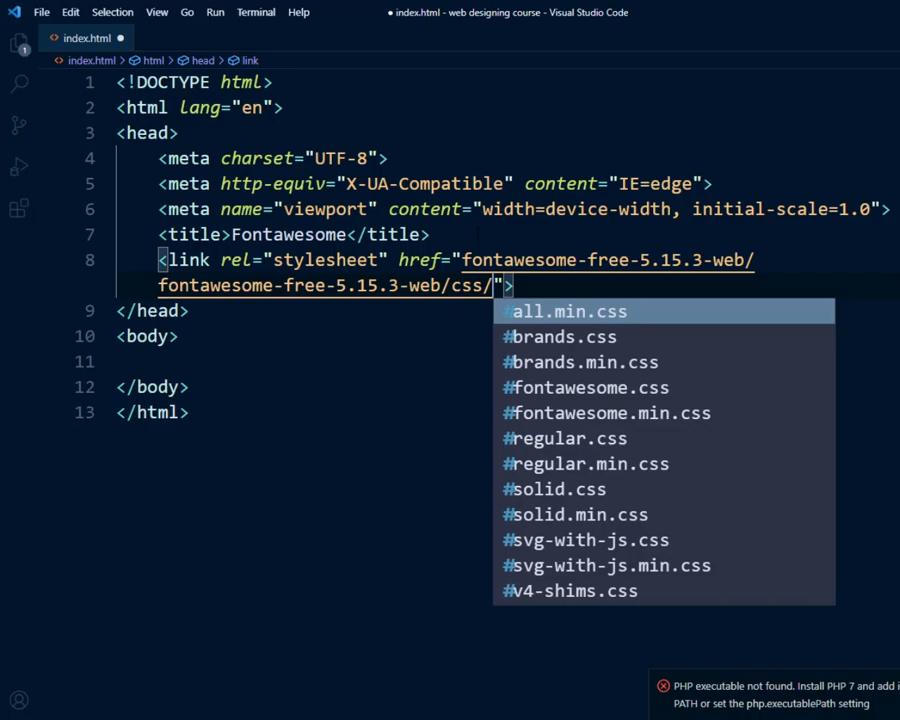 File Edit Selection View Go Run Terminal Help ● index.html - web designing course - Visual Studio Code
<> index.html ●
<> index.html > html > head > link
1
1 <!DOCTYPE html>
2 <html lang="en">
3 <head>
4 <meta charset="UTF-8">
5 <meta http-equiv="X-UA-Compatible" content="IE=edge">
6 <meta name="viewport" content="width=device-width, initial-scale=1.0">
7 <title>Fontawesome</title>
8 <link rel="stylesheet" href="fontawesome-free-5.15.3-web/
fontawesome-free-5.15.3-web/css/">
9 </head>
10 <body>
11
12 </body>
13 </html>
#all.min.css
#brands.css
#brands.min.css
#fontawesome.css
#fontawesome.min.css
#regular.css
#regular.min.css
#solid.css
#solid.min.css
#svg-with-js.css
#svg-with-js.min.css
#v4-shims.css
PHP executable not found. Install PHP 7 and add i
PATH or set the php.executablePath setting